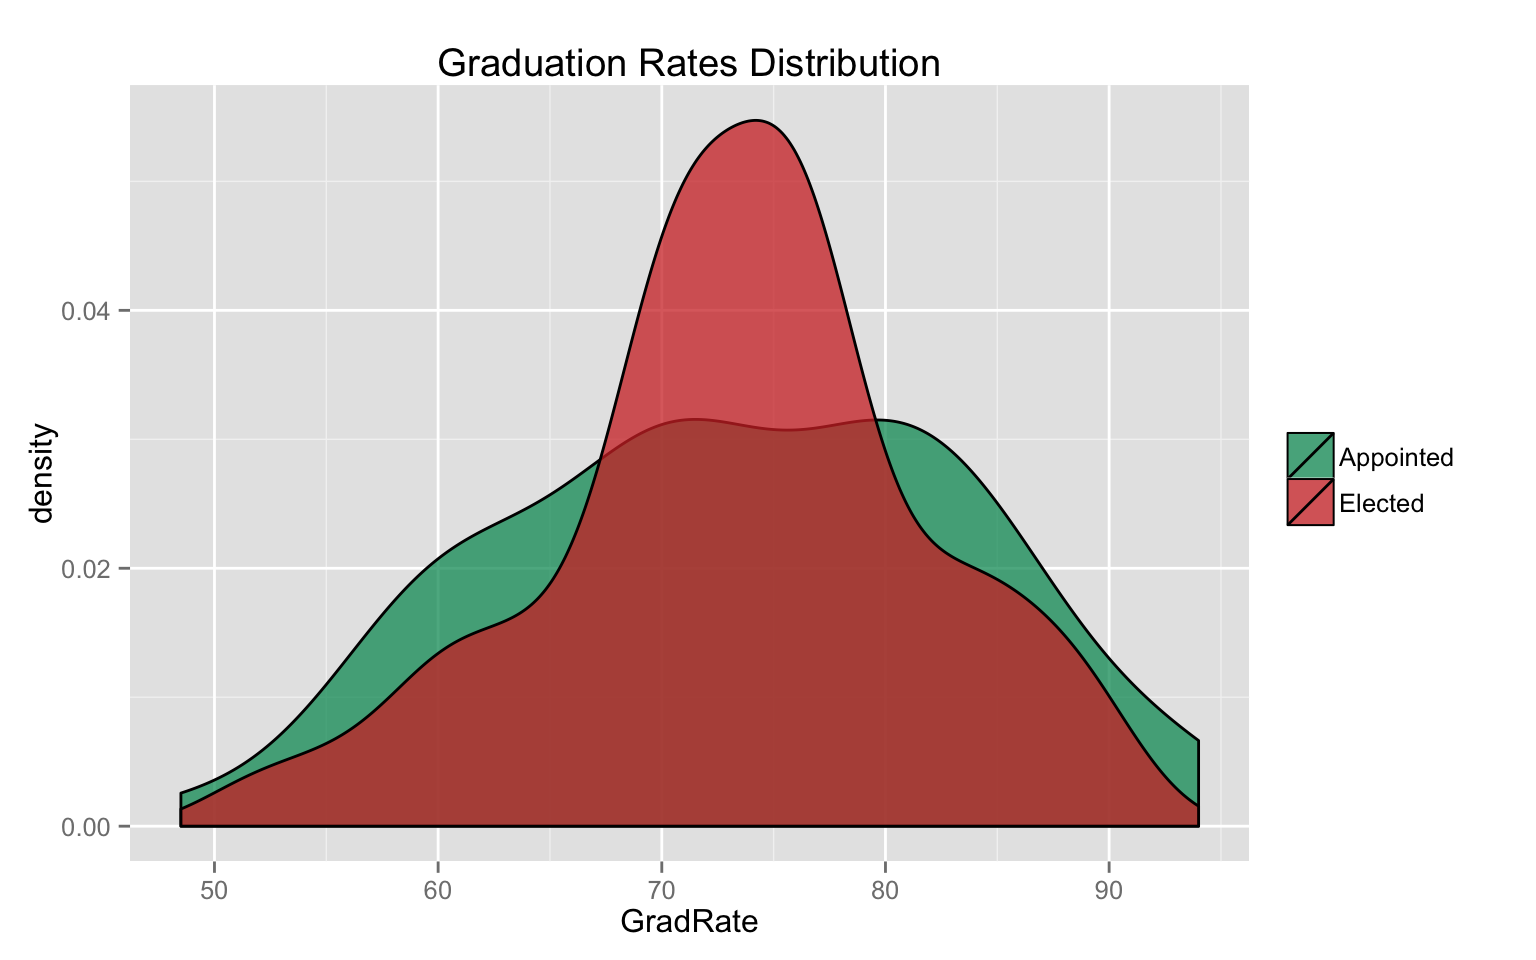 Graduation Rates Distribution
density
0.04
0.02
0.00
50 60 70 80 90
GradRate
Appointed
Elected